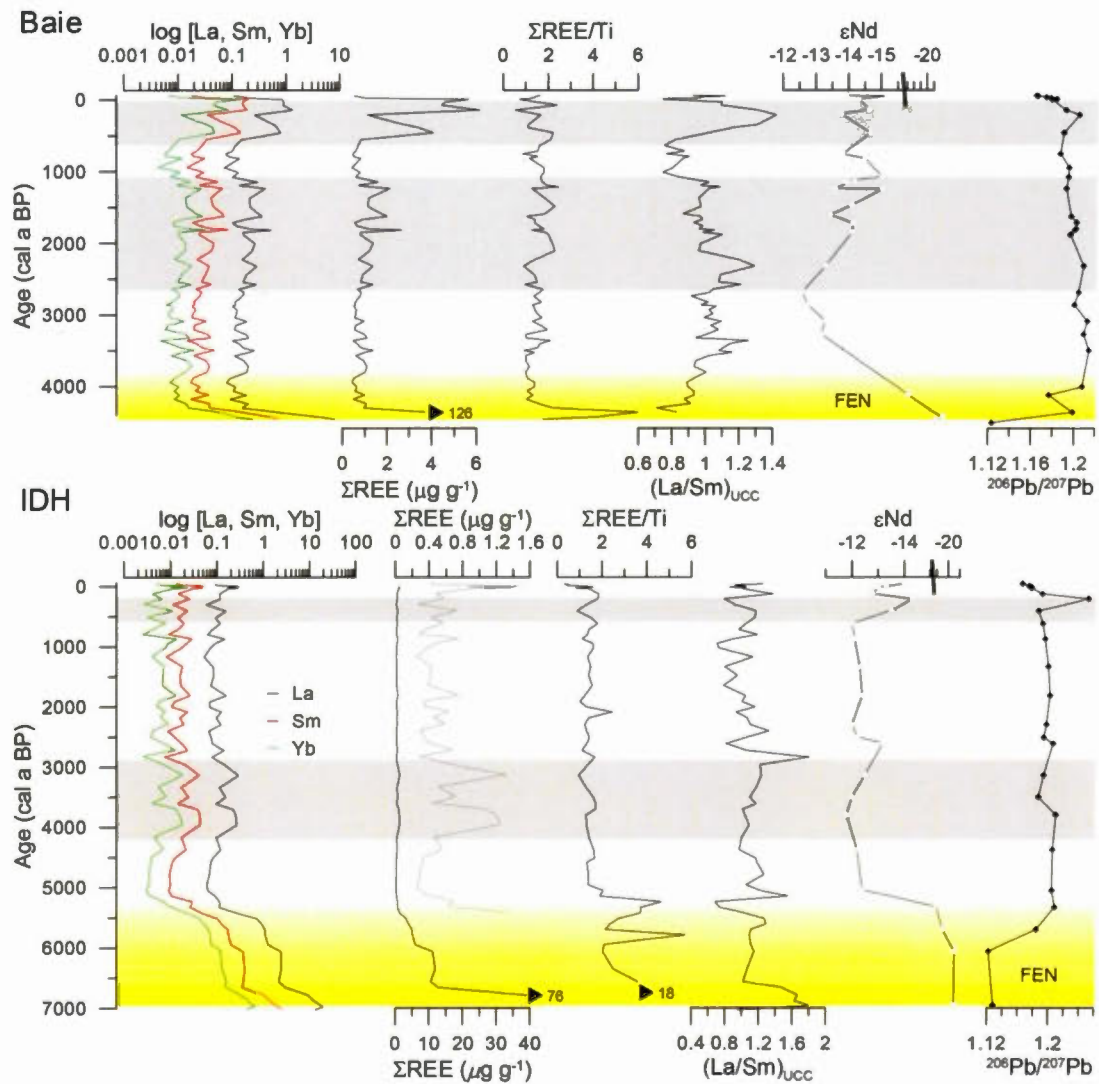 Baie
log [La, Sm, Yb]
ΣREE/Ti
εNd
0.001 0.01 0.1 1 10
0 2 4 6
-12 -13 -14 -15 -20
Age (cal a BP)
0
1000
2000
3000
4000
FEN
126
0 2 4 6
ΣREE (µg g⁻¹)
0.6 0.8 1 1.2 1.4
(La/Sm)UCC
1.12 1.16 1.2
²⁰⁶Pb/²⁰⁷Pb
IDH
log [La, Sm, Yb]
ΣREE (µg g⁻¹)
ΣREE/Ti
εNd
0.001 0.01 0.1 1 10 100
0 0.4 0.8 1.2 1.6
0 2 4 6
-12 -14 -20
Age (cal a BP)
0
1000
2000
3000
4000
5000
6000
7000
La
Sm
Yb
FEN
76
18
0 10 20 30 40
ΣREE (µg g⁻¹)
0.4 0.8 1.2 1.6 2
(La/Sm)UCC
1.12 1.2
²⁰⁶Pb/²⁰⁷Pb